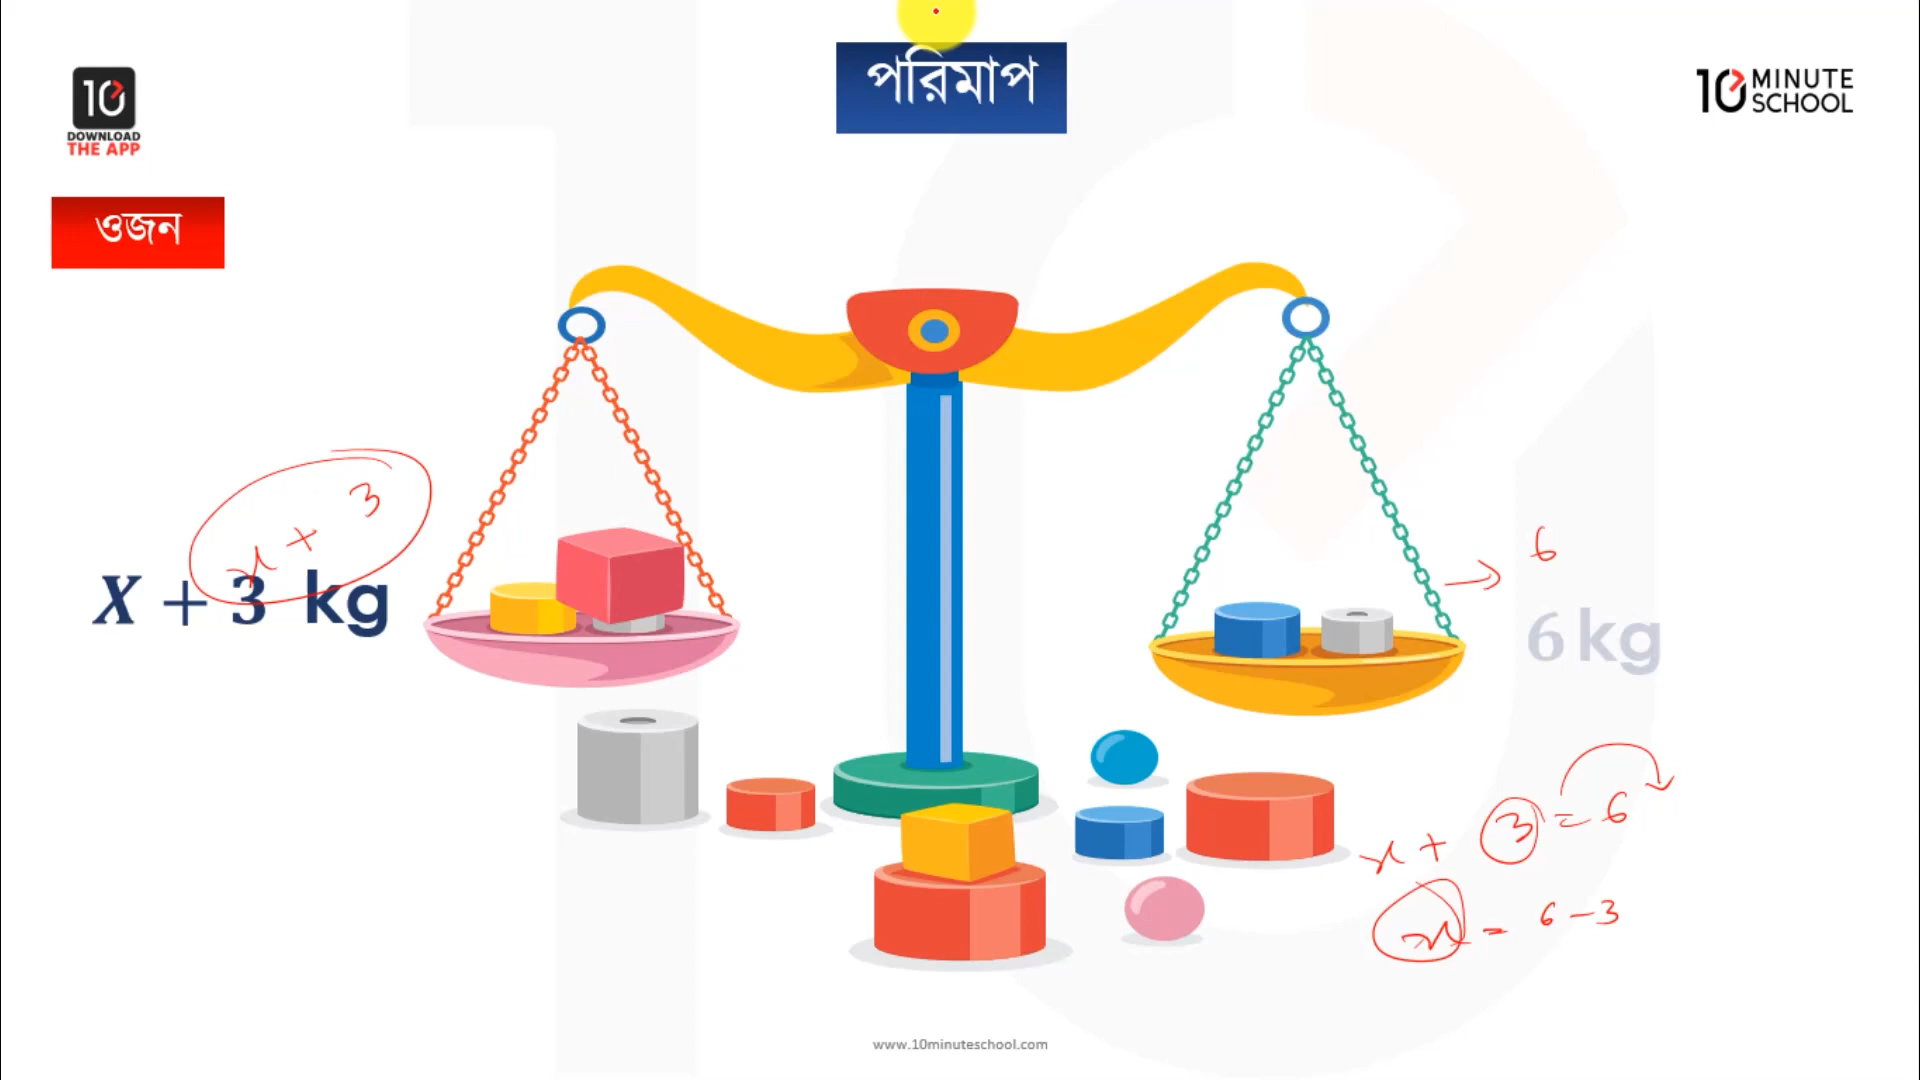 পরিমাপ
10
DOWNLOAD
THE APP
10 MINUTE
SCHOOL
ওজন
x + 3
X + 3 kg
6
6 kg
x + 3 = 6
x = 6 - 3
www.10minuteschool.com